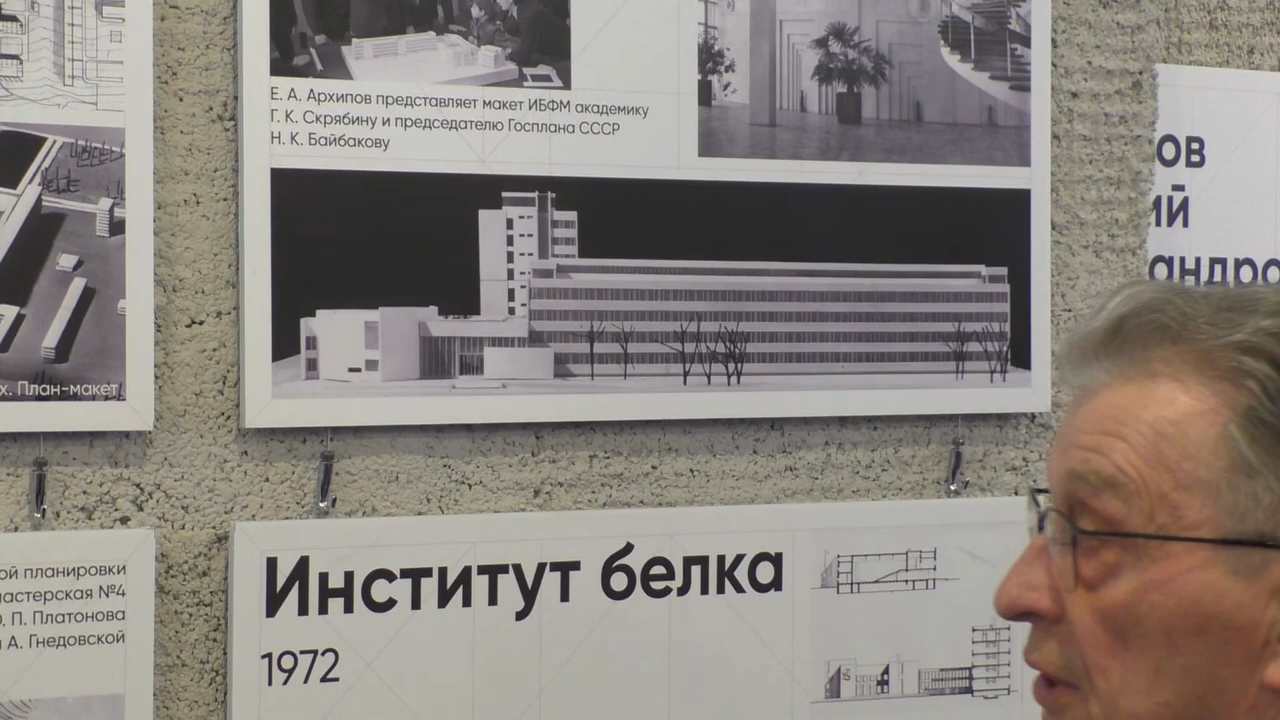 Е. А. Архипов представляет макет ИБФМ академику
Г. К. Скрябину и председателю Госплана СССР
Н. К. Байбакову
ов
ий
андро
х. План-макет
ой планировки
мастерская №4
О. П. Платонова
А. Гнедовской
Институт белка
1972